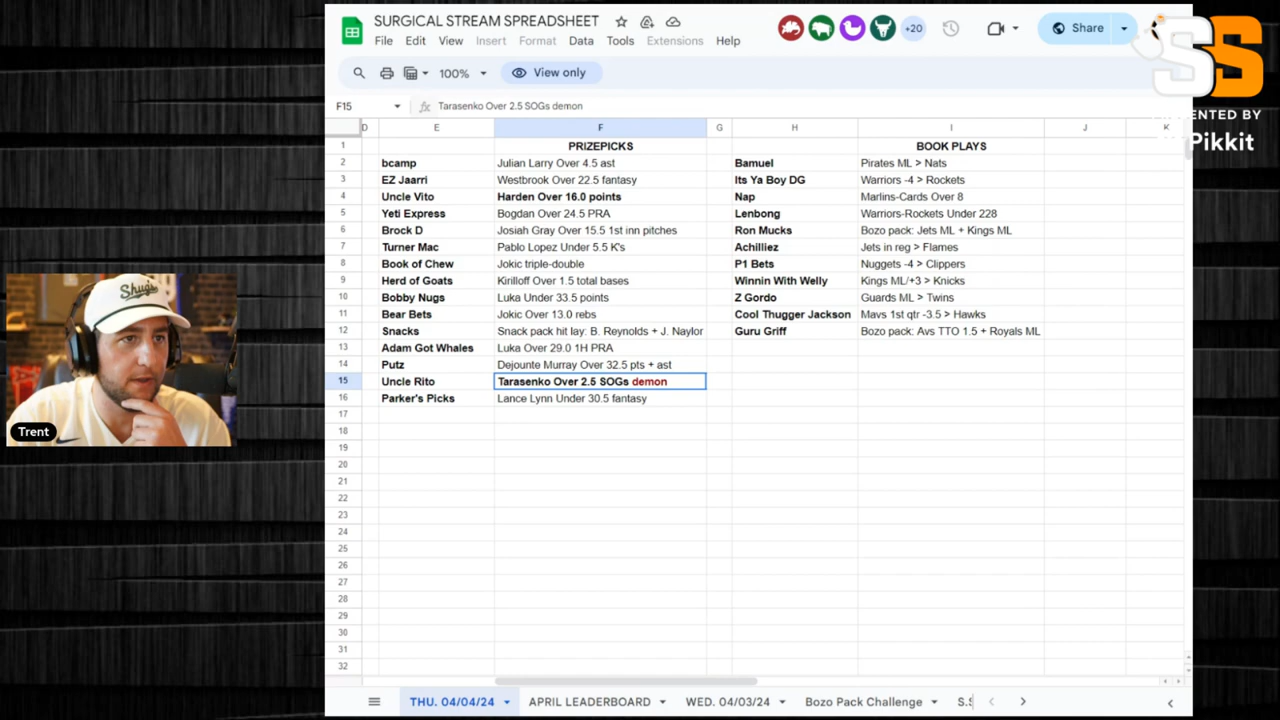 SURGICAL STREAM SPREADSHEET
+20
Share
SS
File Edit View Insert Format Data Tools Extensions Help
100%
View only
F15
Tarasenko Over 2.5 SOGs demon
Pikkit
D E F G H I J K
1 PRIZEPICKS BOOK PLAYS
2 bcamp Julian Larry Over 4.5 ast Bamuel Pirates ML > Nats
3 EZ Jaarri Westbrook Over 22.5 fantasy Its Ya Boy DG Warriors -4 > Rockets
4 Uncle Vito Harden Over 16.0 points Nap Marlins-Cards Over 8
5 Yeti Express Bogdan Over 24.5 PRA Lenbong Warriors-Rockets Under 228
6 Brock D Josiah Gray Over 15.5 1st inn pitches Ron Mucks Bozo pack: Jets ML + Kings ML
7 Turner Mac Pablo Lopez Under 5.5 K's Achilliez Jets in reg > Flames
8 Book of Chew Jokic triple-double P1 Bets Nuggets -4 > Clippers
9 Herd of Goats Kirilloff Over 1.5 total bases Winnin With Welly Kings ML/+3 > Knicks
10 Bobby Nugs Luka Under 33.5 points Z Gordo Guards ML > Twins
11 Bear Bets Jokic Over 13.0 rebs Cool Thugger Jackson Mavs 1st qtr -3.5 > Hawks
12 Snacks Snack pack hit lay: B. Reynolds + J. Naylor Guru Griff Bozo pack: Avs TTO 1.5 + Royals ML
13 Adam Got Whales Luka Over 29.0 1H PRA
14 Putz Dejounte Murray Over 32.5 pts + ast
15 Uncle Rito Tarasenko Over 2.5 SOGs demon
16 Parker's Picks Lance Lynn Under 30.5 fantasy
17
18
19
20
21
22
23
24
25
26
27
28
29
30
31
32
Shugs
Trent
THU. 04/04/24 APRIL LEADERBOARD WED. 04/03/24 Bozo Pack Challenge